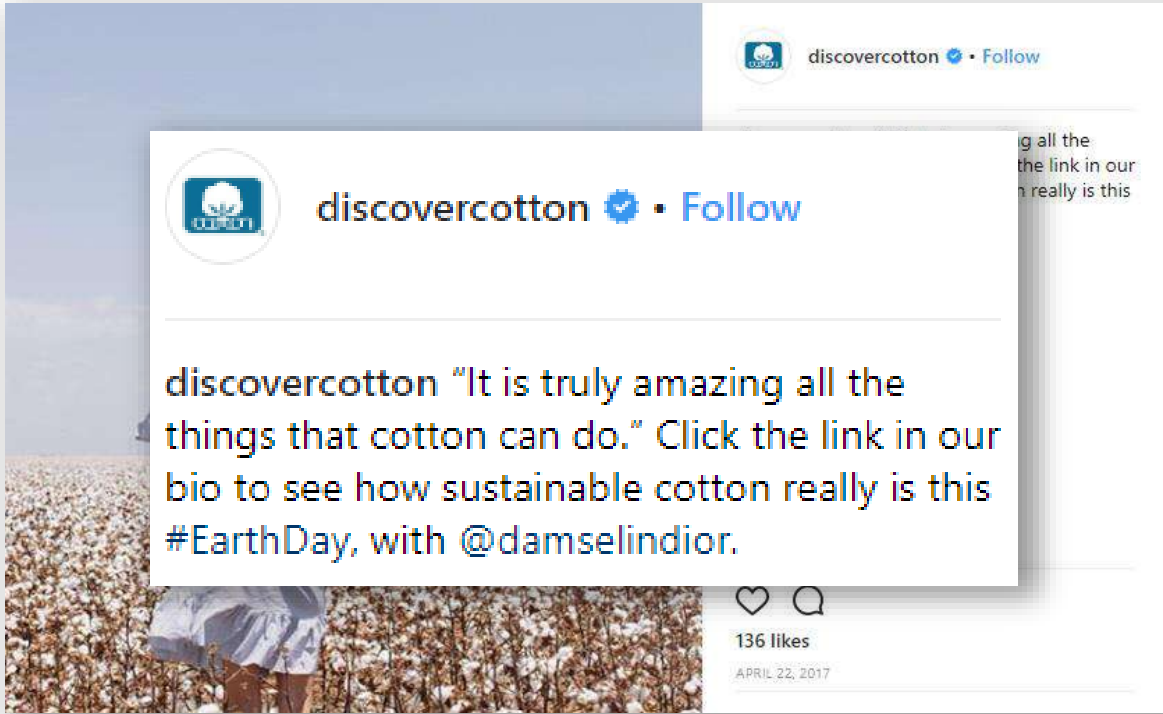 discovercotton • Follow
g all the
the link in our
really is this
COTTON
discovercotton • Follow
discovercotton “It is truly amazing all the
things that cotton can do.” Click the link in our
bio to see how sustainable cotton really is this
#EarthDay, with @damselindior.
136 likes
APRIL 22, 2017